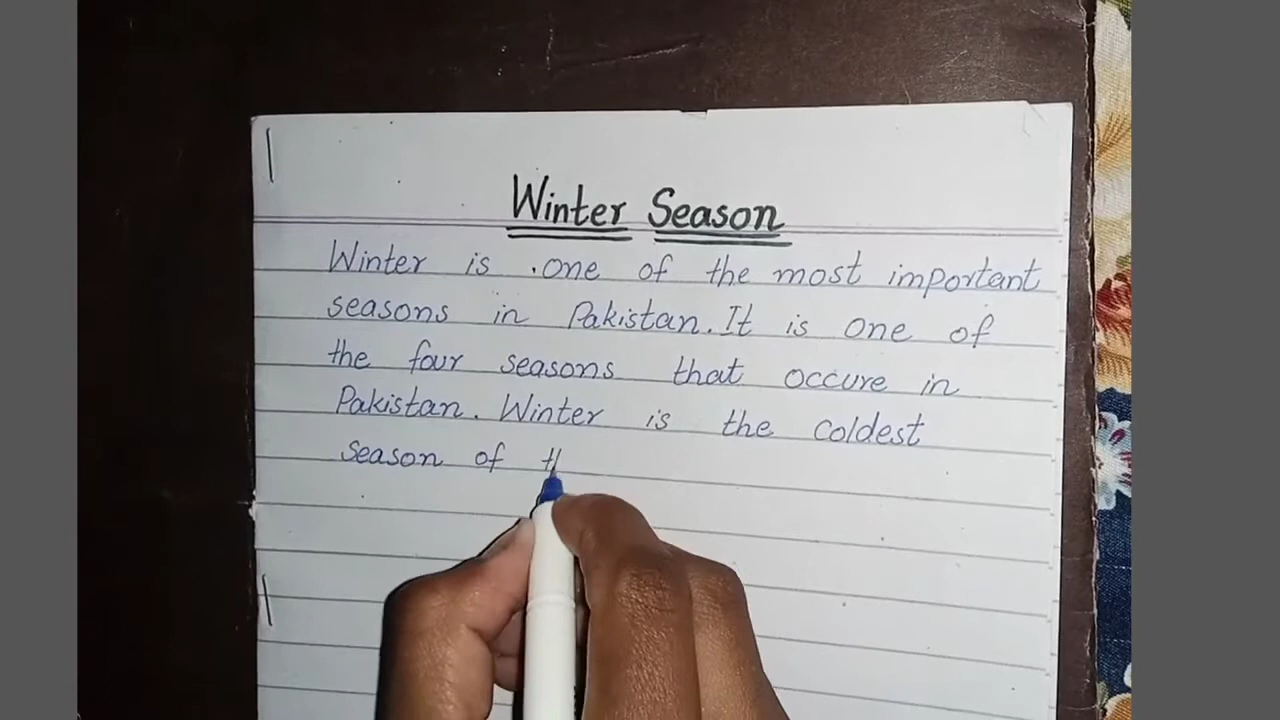 Winter Season
Winter is .one of the most important
seasons in Pakistan. It is one of
the four seasons that occure in
Pakistan. Winter is the coldest
season of